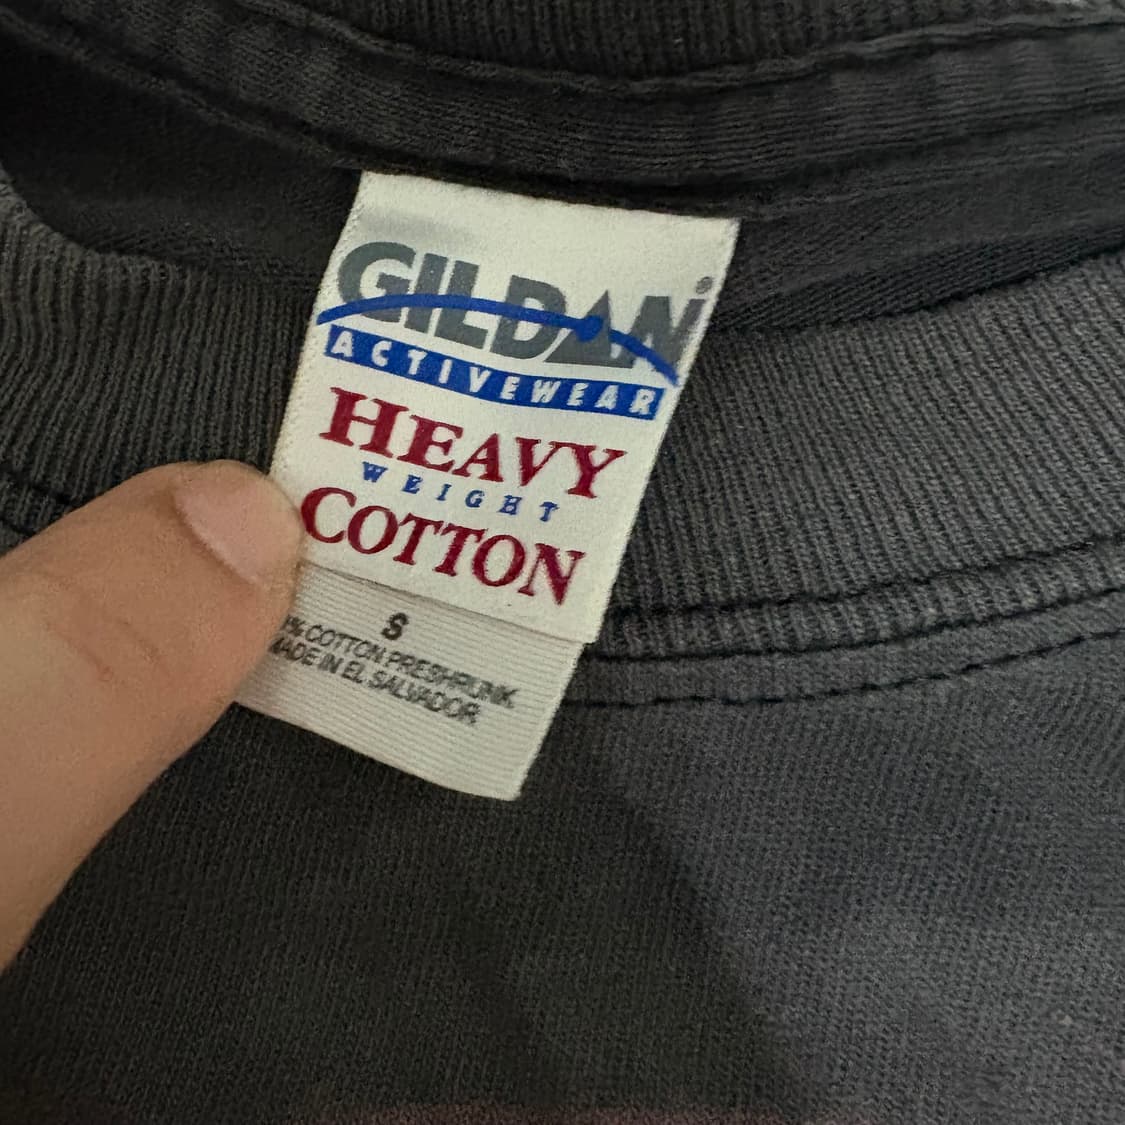 GILDAN
ACTIVEWEAR
HEAVY
WEIGHT
COTTON
S
% COTTON PRESHRUNK
MADE IN EL SALVADOR